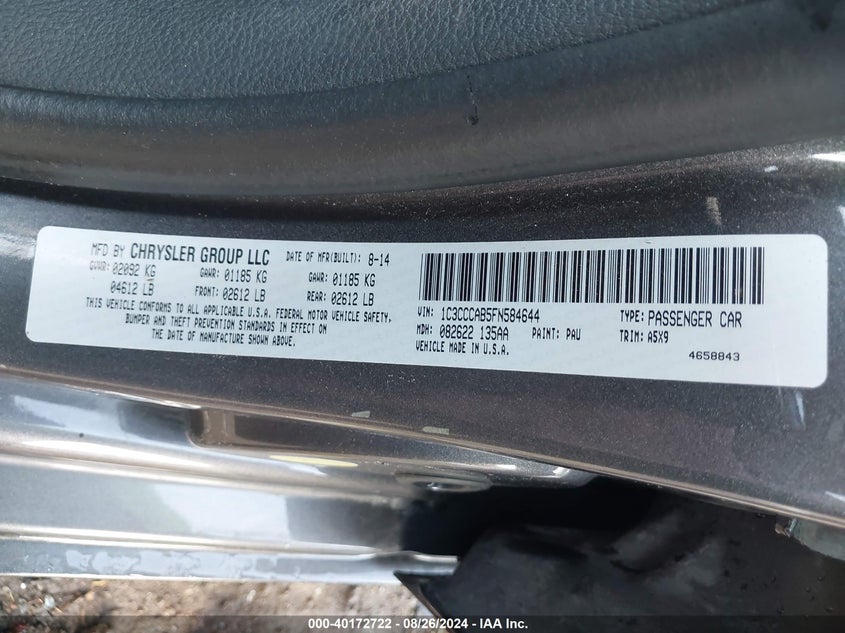 MFD BY CHRYSLER GROUP LLC DATE OF MFR(BUILT): 8-14
GVWR: 02092 KG GAWR: 01185 KG GAWR: 01185 KG
04612 LB FRONT: 02612 LB REAR: 02612 LB
THIS VEHICLE CONFORMS TO ALL APPLICABLE U.S.A. FEDERAL MOTOR VEHICLE SAFETY,
BUMPER AND THEFT PREVENTION STANDARDS IN EFFECT ON
THE DATE OF MANUFACTURE SHOWN ABOVE.
VIN: 1C3CCCAB5FN584644 TYPE: PASSENGER CAR
MDH: 082622 135AA PAINT: PAU TRIM: A5X9
VEHICLE MADE IN U.S.A.
4658843
000-40172722 - 08/26/2024 - IAA Inc.